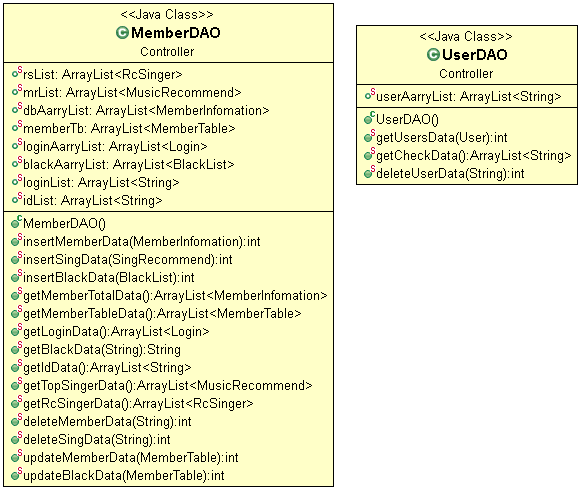 <<Java Class>>
MemberDAO
Controller
rsList: ArrayList<RcSinger>
mrList: ArrayList<MusicRecommend>
dbAarryList: ArrayList<MemberInfomation>
memberTb: ArrayList<MemberTable>
loginAarryList: ArrayList<Login>
blackAarryList: ArrayList<BlackList>
loginList: ArrayList<String>
idList: ArrayList<String>
MemberDAO()
insertMemberData(MemberInfomation):int
insertSingData(SingRecommend):int
insertBlackData(BlackList):int
getMemberTotalData():ArrayList<MemberInfomation>
getMemberTableData():ArrayList<MemberTable>
getLoginData():ArrayList<Login>
getBlackData(String):String
getIdData():ArrayList<String>
getTopSingerData():ArrayList<MusicRecommend>
getRcSingerData():ArrayList<RcSinger>
deleteMemberData(String):int
deleteSingData(String):int
updateMemberData(MemberTable):int
updateBlackData(MemberTable):int
<<Java Class>>
UserDAO
Controller
userAarryList: ArrayList<String>
UserDAO()
getUsersData(User):int
getCheckData():ArrayList<String>
deleteUserData(String):int